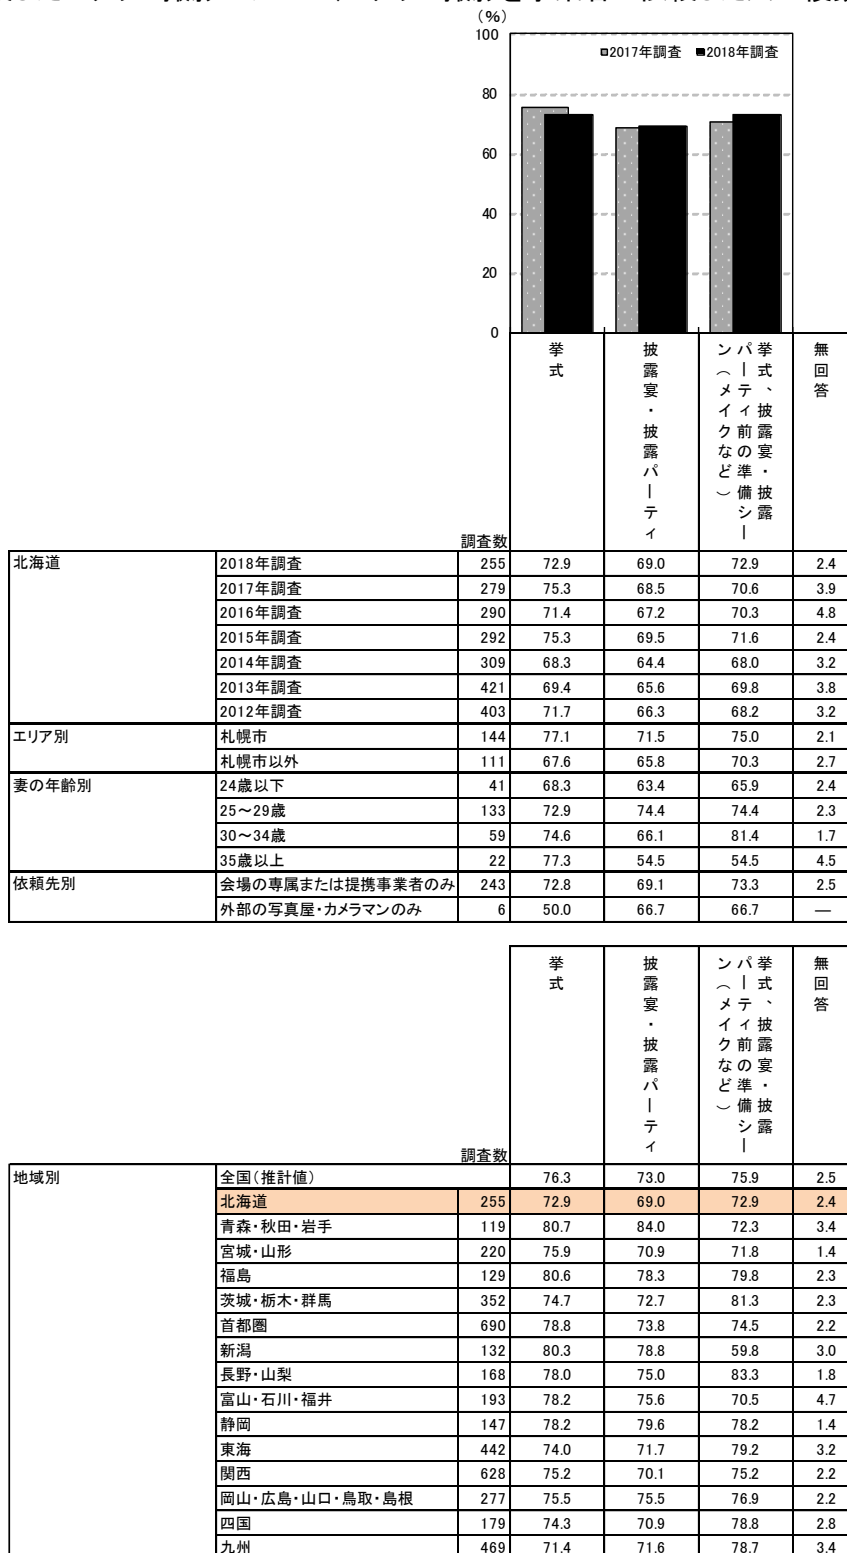 (%)
100
80
60
40
20
0
2017年調査 2018年調査
挙式
披露宴・披露パーティ
挙式、披露宴・披露パーティ前の準備シーン(メイクなど)
無回答
調査数
北海道 2018年調査 255 72.9 69.0 72.9 2.4
2017年調査 279 75.3 68.5 70.6 3.9
2016年調査 290 71.4 67.2 70.3 4.8
2015年調査 292 75.3 69.5 71.6 2.4
2014年調査 309 68.3 64.4 68.0 3.2
2013年調査 421 69.4 65.6 69.8 3.8
2012年調査 403 71.7 66.3 68.2 3.2
エリア別 札幌市 144 77.1 71.5 75.0 2.1
札幌市以外 111 67.6 65.8 70.3 2.7
妻の年齢別 24歳以下 41 68.3 63.4 65.9 2.4
25～29歳 133 72.9 74.4 74.4 2.3
30～34歳 59 74.6 66.1 81.4 1.7
35歳以上 22 77.3 54.5 54.5 4.5
依頼先別 会場の専属または提携事業者のみ 243 72.8 69.1 73.3 2.5
外部の写真屋・カメラマンのみ 6 50.0 66.7 66.7 ―
挙式
披露宴・披露パーティ
挙式、披露宴・披露パーティ前の準備シーン(メイクなど)
無回答
調査数
地域別 全国(推計値) 76.3 73.0 75.9 2.5
北海道 255 72.9 69.0 72.9 2.4
青森・秋田・岩手 119 80.7 84.0 72.3 3.4
宮城・山形 220 75.9 70.9 71.8 1.4
福島 129 80.6 78.3 79.8 2.3
茨城・栃木・群馬 352 74.7 72.7 81.3 2.3
首都圏 690 78.8 73.8 74.5 2.2
新潟 132 80.3 78.8 59.8 3.0
長野・山梨 168 78.0 75.0 83.3 1.8
富山・石川・福井 193 78.2 75.6 70.5 4.7
静岡 147 78.2 79.6 78.2 1.4
東海 442 74.0 71.7 79.2 3.2
関西 628 75.2 70.1 75.2 2.2
岡山・広島・山口・鳥取・島根 277 75.5 75.5 76.9 2.2
四国 179 74.3 70.9 78.8 2.8
九州 469 71.4 71.6 78.7 3.4